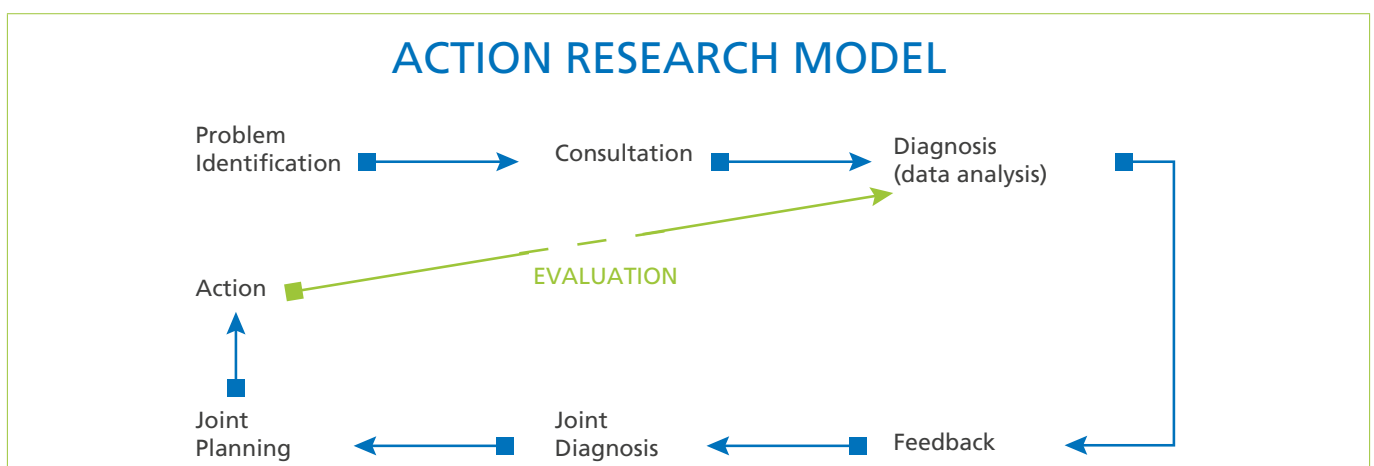 ACTION RESEARCH MODEL
Problem
Identification
Consultation
Diagnosis
(data analysis)
EVALUATION
Action
Joint
Planning
Joint
Diagnosis
Feedback